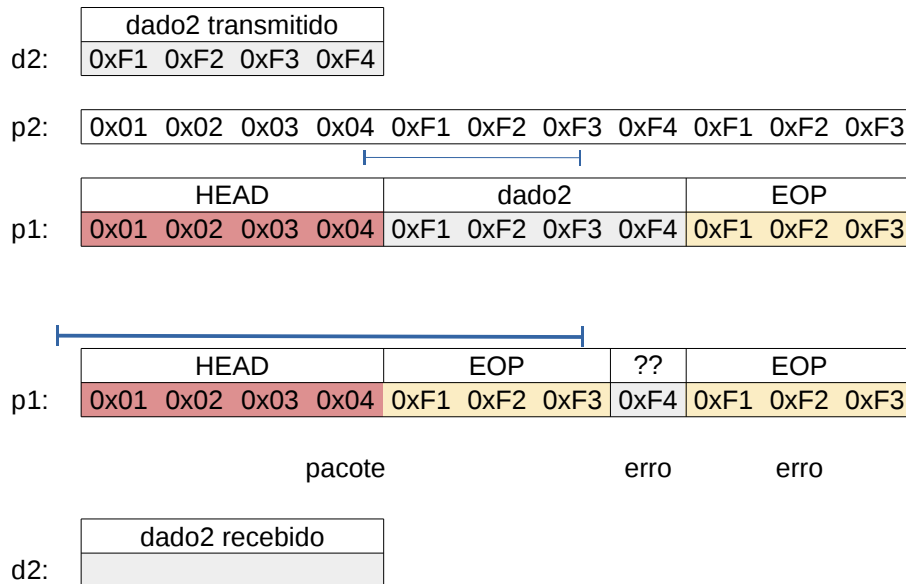 dado2 transmitido
d2: 0xF1 0xF2 0xF3 0xF4
p2: 0x01 0x02 0x03 0x04 0xF1 0xF2 0xF3 0xF4 0xF1 0xF2 0xF3
HEAD dado2 EOP
p1: 0x01 0x02 0x03 0x04 0xF1 0xF2 0xF3 0xF4 0xF1 0xF2 0xF3
HEAD EOP ?? EOP
p1: 0x01 0x02 0x03 0x04 0xF1 0xF2 0xF3 0xF4 0xF1 0xF2 0xF3
pacote erro erro
dado2 recebido
d2: